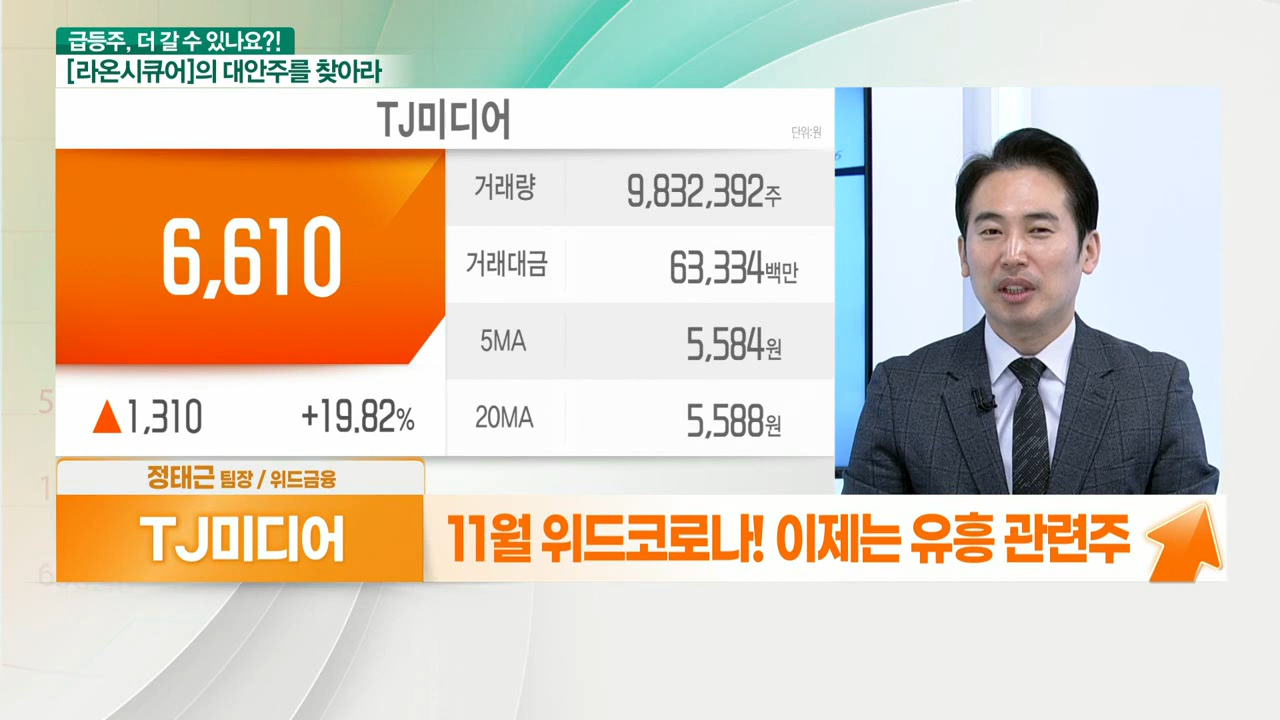 급등주, 더 갈 수 있나요?!
[라온시큐어]의 대안주를 찾아라
TJ미디어
단위:원
6,610
▲1,310 +19.82%
거래량 9,832,392주
거래대금 63,334백만
5MA 5,584원
20MA 5,588원
정태근 팀장 / 위드금융
TJ미디어
11월 위드코로나! 이제는 유흥 관련주